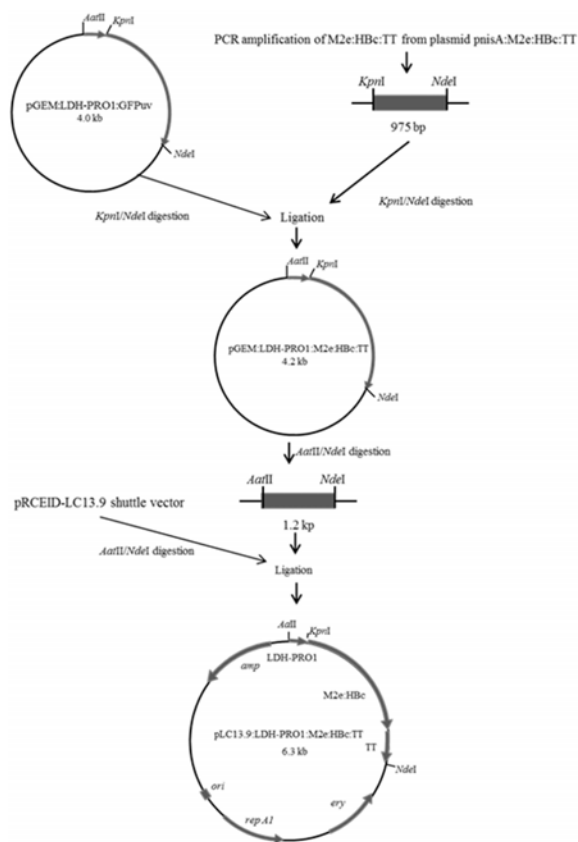 AatII
KpnI
PCR amplification of M2e:HBc:TT from plasmid pnisA:M2e:HBc:TT
KpnI
NdeI
pGEM:LDH-PRO1:GFPuv
4.0 kb
975 bp
NdeI
KpnI/NdeI digestion
KpnI/NdeI digestion
Ligation
AatII
KpnI
pGEM:LDH-PRO1:M2e:HBc:TT
4.2 kb
NdeI
AatII/NdeI digestion
AatII
NdeI
pRCEID-LC13.9 shuttle vector
1.2 kp
AatII/NdeI digestion
Ligation
AatII
KpnI
LDH-PRO1
amp
M2e:HBc
pLC13.9:LDH-PRO1:M2e:HBc:TT
6.3 kb
TT
NdeI
ori
ery
repA1